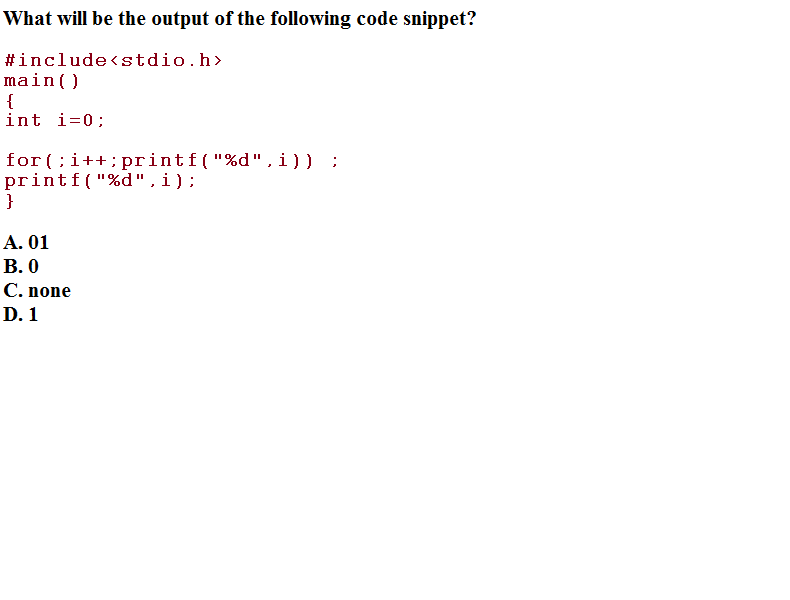 What will be the output of the following code snippet?
#include<stdio.h>
main()
{
int i=0;
for(;i++;printf("%d",i)) ;
printf("%d",i);
}
A. 01
B. 0
C. none
D. 1